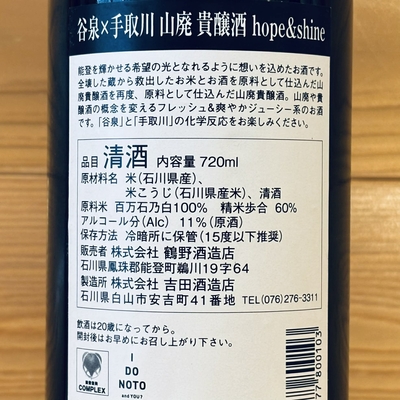 谷泉×手取川 山廃 貴醸酒 hope&shine
能登を輝かせる希望の光となれるように想いを込めたお酒です。
全壊した蔵から救出したお米とお酒を原料として仕込んだ山
廃貴醸酒を再度、原料として仕込んだ山廃貴醸酒。山廃や貴
醸酒の概念を変えるフレッシュ&爽やかジューシー系のお酒
です。「谷泉」と「手取川」の化学反応をお楽しみください。
品目 清酒 内容量 720ml
原材料名 米(石川県産)、
米こうじ(石川県産米)、清酒
原料米 百万石乃白100% 精米歩合 60%
アルコール分(Alc) 11%(原酒)
保存方法 冷暗所に保管(15度以下推奨)
販売者 株式会社 鶴野酒造店
石川県鳳珠郡能登町鵜川19字64
製造所 株式会社 吉田酒造店
石川県白山市安吉町41番地 TEL(076)276-3311
飲酒は20歳になってから。
開封後はお早めにお召し上がり下さい。
COMPLEX
I
DO
NOTO
and YOU?
77800103